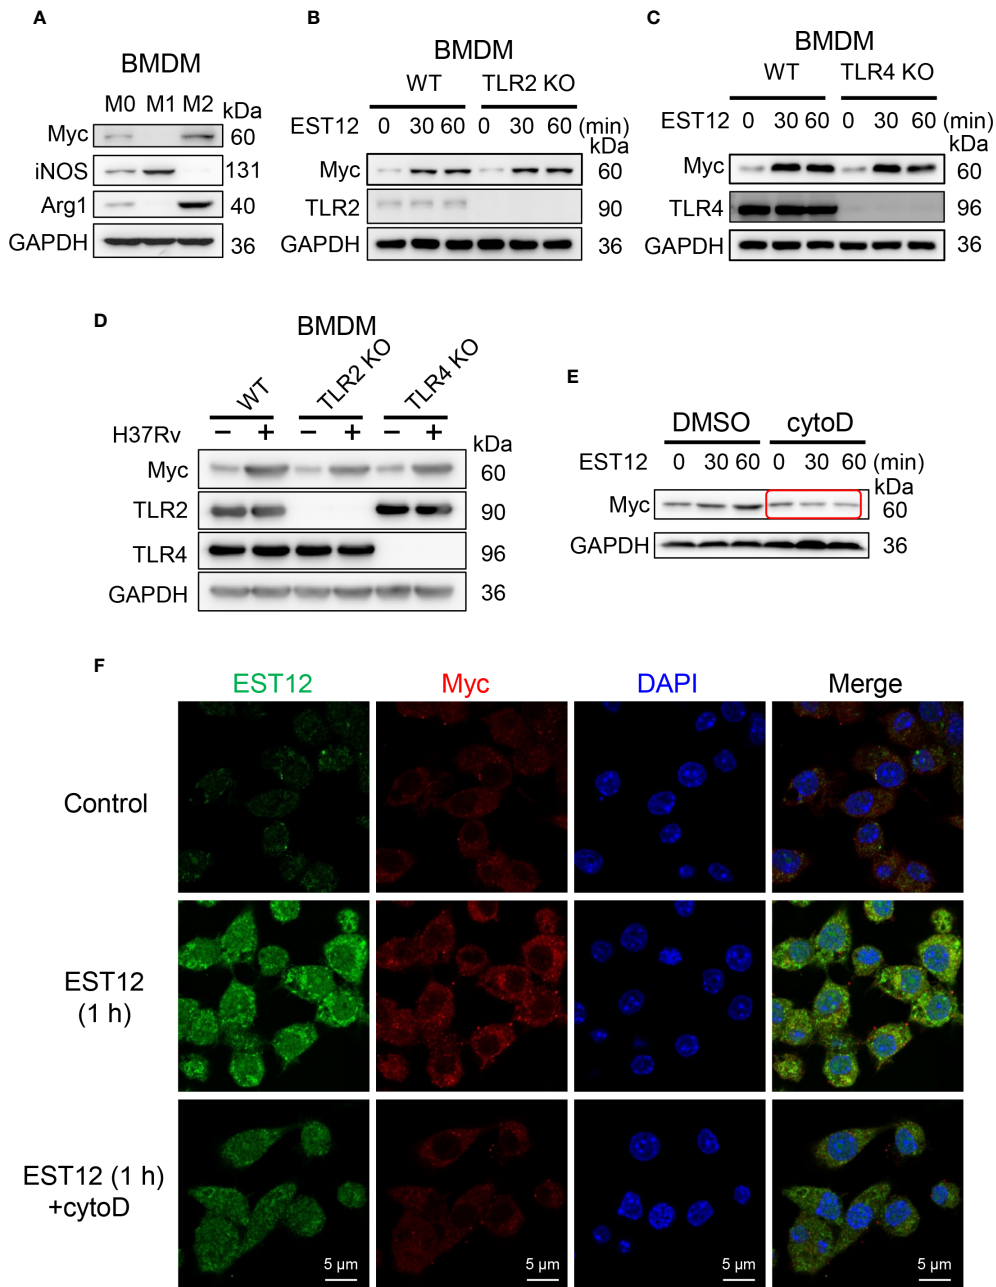 A
BMDM
M0 M1 M2 kDa
Myc 60
iNOS 131
Arg1 40
GAPDH 36
B
BMDM
WT TLR2 KO
EST12 0 30 60 0 30 60 (min)
kDa
Myc 60
TLR2 90
GAPDH 36
C
BMDM
WT TLR4 KO
EST12 0 30 60 0 30 60 (min)
kDa
Myc 60
TLR4 96
GAPDH 36
D
BMDM
WT TLR2 KO TLR4 KO
H37Rv − + − + − +
kDa
Myc 60
TLR2 90
TLR4 96
GAPDH 36
E
DMSO cytoD
EST12 0 30 60 0 30 60 (min)
kDa
Myc 60
GAPDH 36
F
EST12 Myc DAPI Merge
Control
EST12
(1 h)
EST12 (1 h)
+cytoD
5 μm 5 μm 5 μm 5 μm